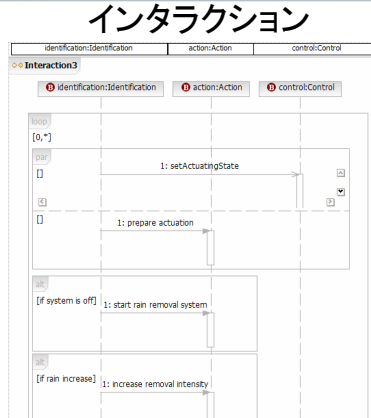 インタラクション
identification:Identification action:Action control:Control
Interaction3
B identification:Identification B action:Action B control:Control
loop
[0,*]
par
[] 1: setActuatingState
[] 1: prepare actuation
alt
[if system is off] 1: start rain removal system
alt
[if rain increase] 1: increase removal intensity